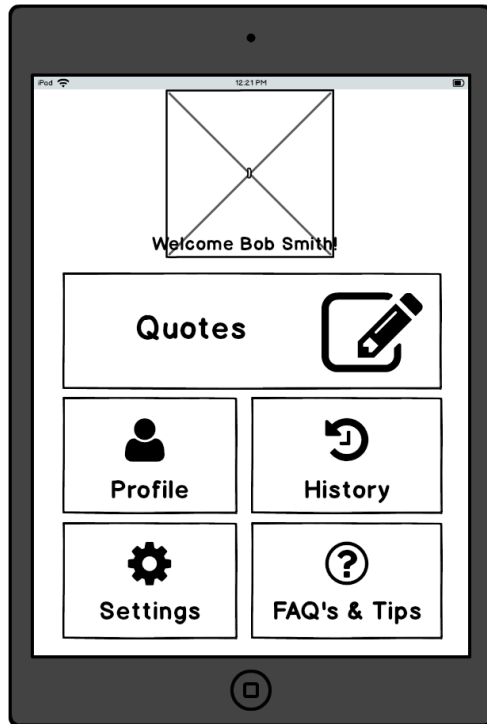 iPod 12:21 PM
Welcome Bob Smith!
Quotes
Profile History
Settings FAQ's & Tips